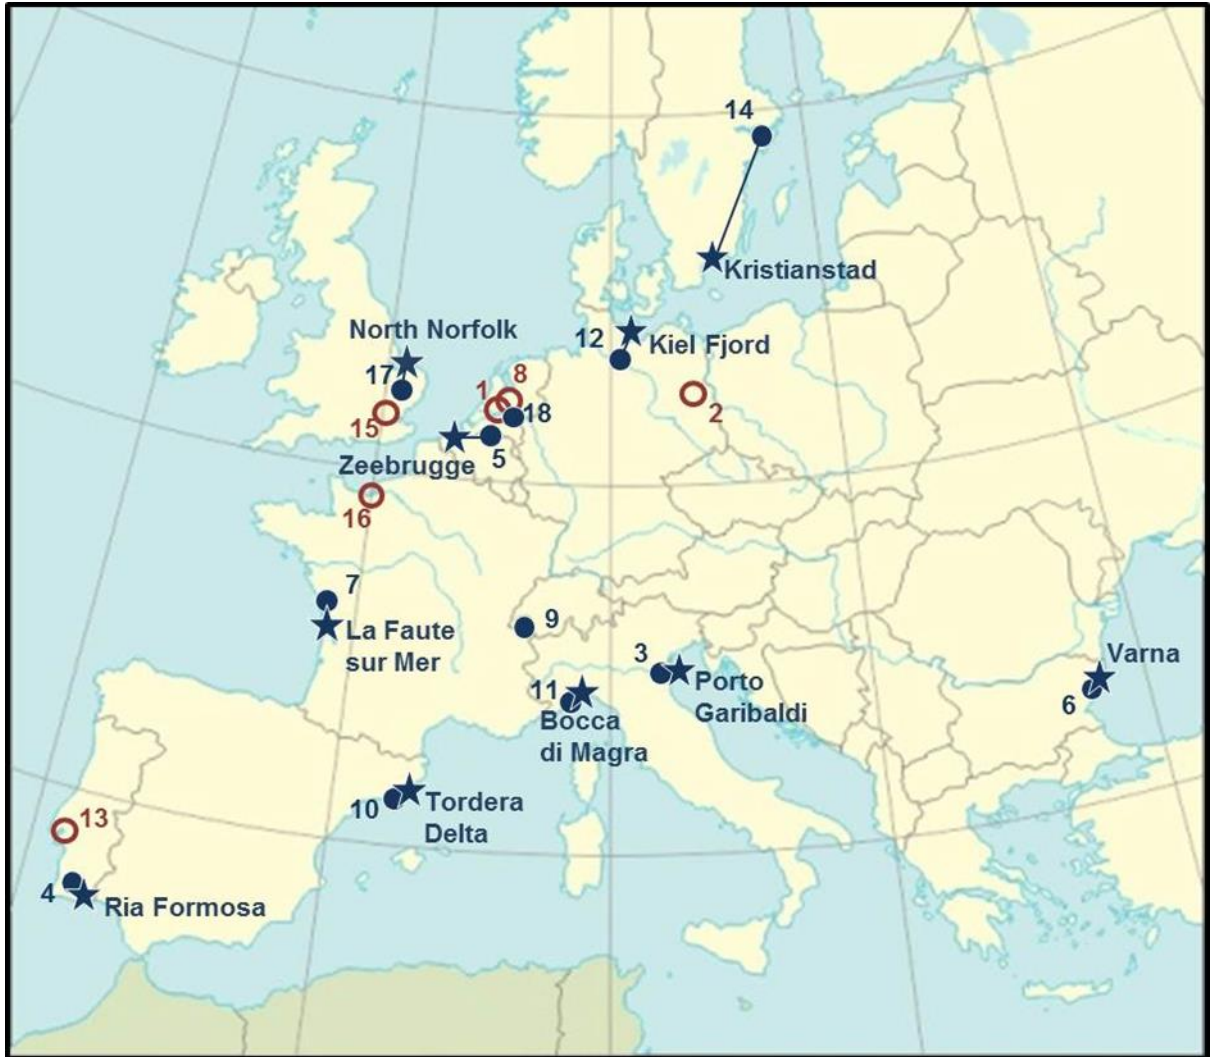 14
Kristianstad
North Norfolk
12
Kiel Fjord
17
1
8
2
15
18
Zeebrugge
5
16
7
La Faute
sur Mer
9
3
Porto
Garibaldi
Varna
6
11
Bocca
di Magra
10
Tordera
Delta
13
4
Ria Formosa